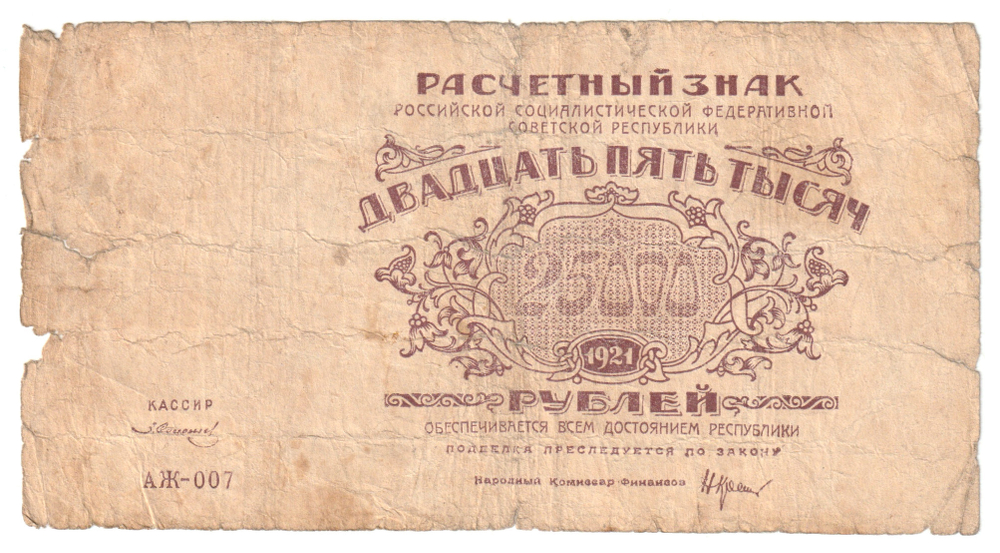 РАСЧЕТНЫЙ ЗНАК
РОССИЙСКОЙ СОЦИАЛИСТИЧЕСКОЙ ФЕДЕРАТИВНОЙ
СОВЕТСКОЙ РЕСПУБЛИКИ
ДВАДЦАТЬ ПЯТЬ ТЫСЯЧ
25000
1921
РУБЛЕЙ
ОБЕСПЕЧИВАЕТСЯ ВСЕМ ДОСТОЯНИЕМ РЕСПУБЛИКИ
ПОДДЕЛКА ПРЕСЛЕДУЕТСЯ ПО ЗАКОНУ
Народный Комиссар Финансов
КАССИР
АЖ-007